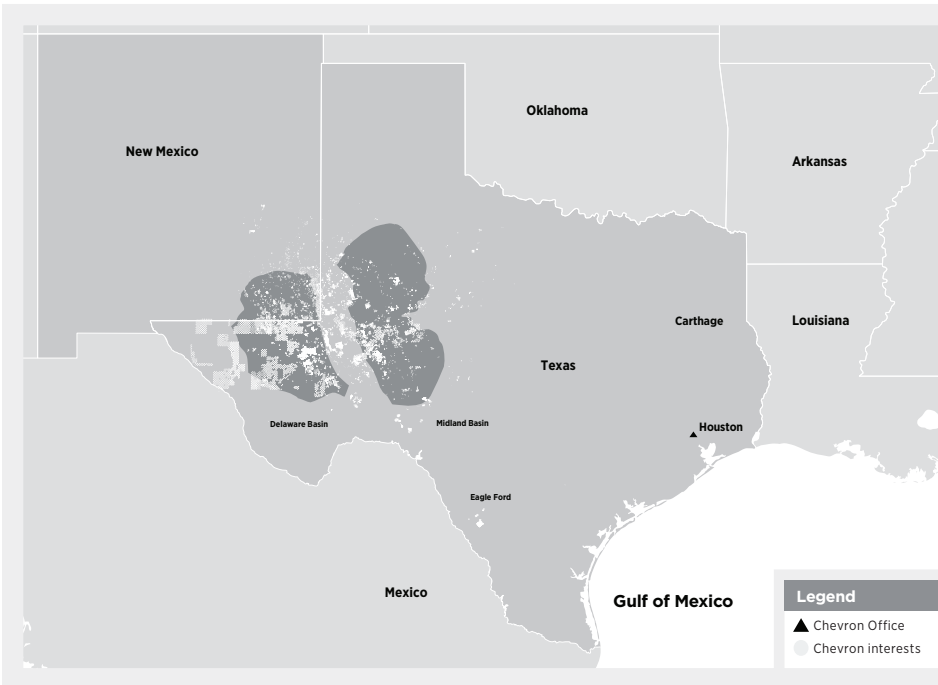 Oklahoma
New Mexico
Arkansas
Carthage
Louisiana
Texas
Delaware Basin
Midland Basin
Houston
Eagle Ford
Mexico
Gulf of Mexico
Legend
Chevron Office
Chevron interests